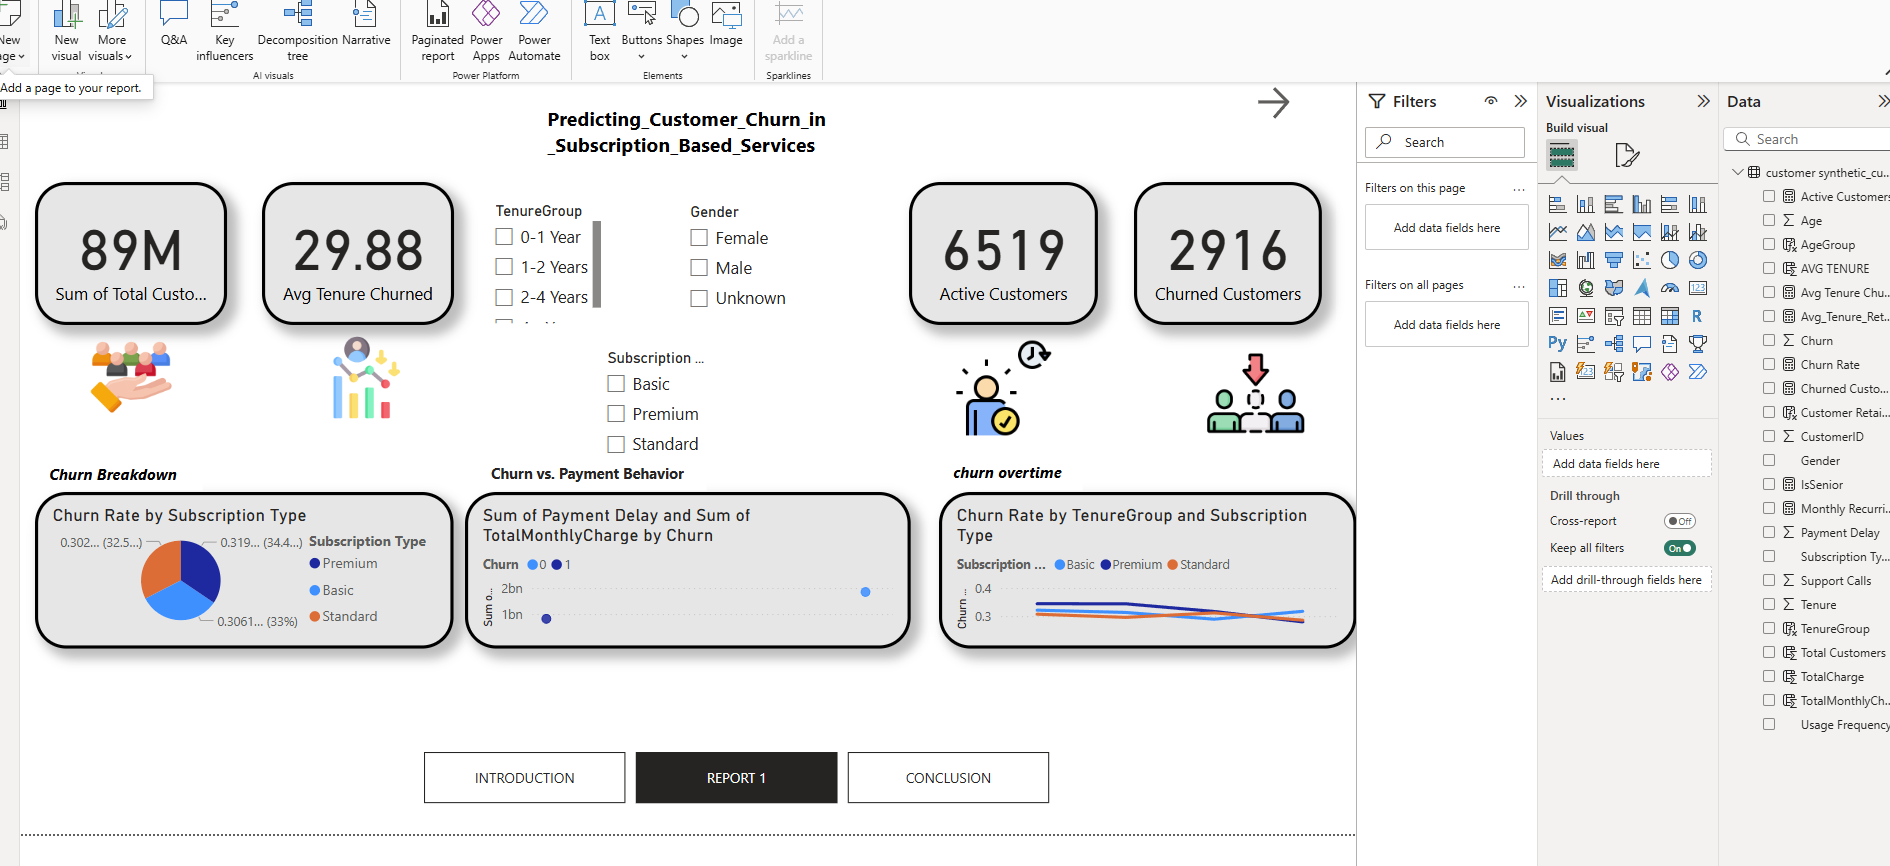 New
New
More
Q&A
Key
Decomposition
Narrative
Paginated
Power
Power
Text
Buttons
Shapes
Image
Add a
visual
visuals
influencers
tree
report
Apps
Automate
box
sparkline
AI visuals
Power Platform
Elements
Sparklines
Add a page to your report.
Predicting_Customer_Churn_in
_Subscription_Based_Services
89M
Sum of Total Custo...
29.88
Avg Tenure Churned
TenureGroup
0-1 Year
1-2 Years
2-4 Years
Gender
Female
Male
Unknown
6519
Active Customers
2916
Churned Customers
Subscription ...
Basic
Premium
Standard
Churn Breakdown
Churn vs. Payment Behavior
churn overtime
Churn Rate by Subscription Type
0.302... (32.5...)
0.319... (34.4...)
0.3061... (33%)
Subscription Type
Premium
Basic
Standard
Sum of Payment Delay and Sum of
TotalMonthlyCharge by Churn
Churn 0 1
Sum o...
2bn
1bn
Churn Rate by TenureGroup and Subscription
Type
Subscription ... Basic Premium Standard
Churn ...
0.4
0.3
INTRODUCTION
REPORT 1
CONCLUSION
Filters
Search
Filters on this page
...
Add data fields here
Filters on all pages
...
Add data fields here
Visualizations
Build visual
123
R
Py
123
...
Values
Add data fields here
Drill through
Cross-report
Off
Keep all filters
On
Add drill-through fields here
Data
Search
customer synthetic_cu...
Active Customers
Age
AgeGroup
AVG TENURE
Avg Tenure Chu...
Avg_Tenure_Ret...
Churn
Churn Rate
Churned Custo...
Customer Retai...
CustomerID
Gender
IsSenior
Monthly Recurri...
Payment Delay
Subscription Ty...
Support Calls
Tenure
TenureGroup
Total Customers
TotalCharge
TotalMonthlyCh...
Usage Frequency